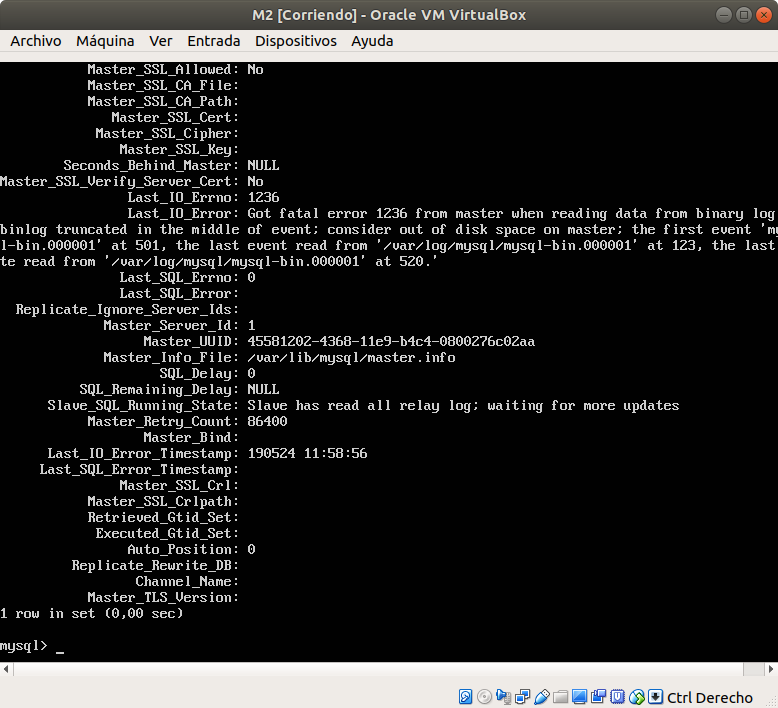 M2 [Corriendo] - Oracle VM VirtualBox
Archivo Máquina Ver Entrada Dispositivos Ayuda
Master_SSL_Allowed: No
Master_SSL_CA_File:
Master_SSL_CA_Path:
Master_SSL_Cert:
Master_SSL_Cipher:
Master_SSL_Key:
Seconds_Behind_Master: NULL
Master_SSL_Verify_Server_Cert: No
Last_IO_Errno: 1236
Last_IO_Error: Got fatal error 1236 from master when reading data from binary log
binlog truncated in the middle of event; consider out of disk space on master; the first event 'my
l-bin.000001' at 501, the last event read from '/var/log/mysql/mysql-bin.000001' at 123, the last
te read from '/var/log/mysql/mysql-bin.000001' at 520.'
Last_SQL_Errno: 0
Last_SQL_Error:
Replicate_Ignore_Server_Ids:
Master_Server_Id: 1
Master_UUID: 45581202-4368-11e9-b4c4-0800276c02aa
Master_Info_File: /var/lib/mysql/master.info
SQL_Delay: 0
SQL_Remaining_Delay: NULL
Slave_SQL_Running_State: Slave has read all relay log; waiting for more updates
Master_Retry_Count: 86400
Master_Bind:
Last_IO_Error_Timestamp: 190524 11:58:56
Last_SQL_Error_Timestamp:
Master_SSL_Crl:
Master_SSL_Crlpath:
Retrieved_Gtid_Set:
Executed_Gtid_Set:
Auto_Position: 0
Replicate_Rewrite_DB:
Channel_Name:
Master_TLS_Version:
1 row in set (0,00 sec)
mysql> _
Ctrl Derecho